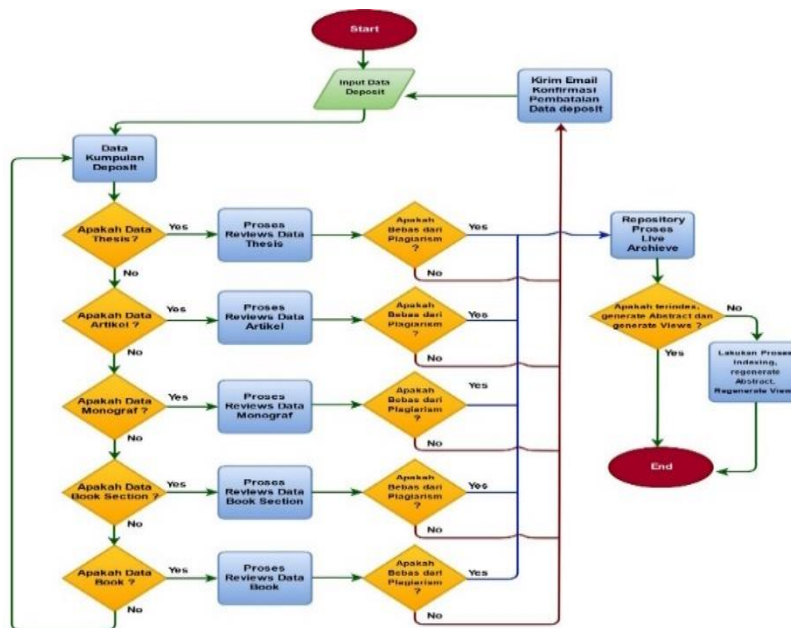 Start
Input Data
Deposit
Kirim Email
Konfirmasi
Pembatalan
Data deposit
Data
Kumpulan
Deposit
Apakah Data
Thesis?
Yes
Proses
Reviews Data
Thesis
Apakah
Bebas dari
Plagiarism
?
Yes
No
No
Repository
Proses
Live
Archieve
Apakah Data
Artikel ?
Yes
Proses
Reviews Data
Artikel
Apakah
Bebas dari
Plagiarism
?
Yes
No
No
Apakah terindex,
generate Abstract dan
generate Views ?
No
Yes
Lakukan Proses
Indexing,
regenerate
Abstract,
Regenerate View
Apakah Data
Monograf ?
Yes
Proses
Reviews Data
Monograf
Apakah
Bebas dari
Plagiarism
?
Yes
No
No
End
Apakah Data
Book Section ?
Yes
Proses
Reviews Data
Book Section
Apakah
Bebas dari
Plagiarism
?
Yes
No
No
Apakah Data
Book ?
Yes
Proses
Reviews Data
Book
Apakah
Bebas dari
Plagiarism
?
Yes
No
No